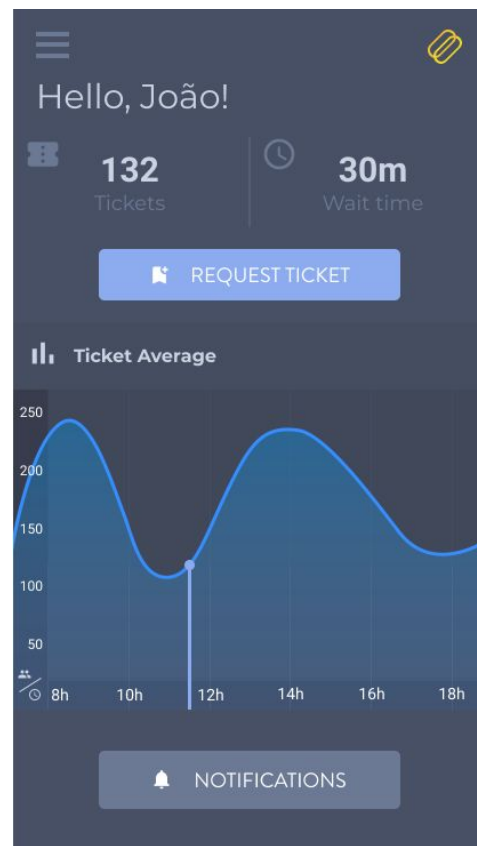 Hello, João!
132
Tickets
30m
Wait time
REQUEST TICKET
Ticket Average
250
200
150
100
50
8h 10h 12h 14h 16h 18h
NOTIFICATIONS